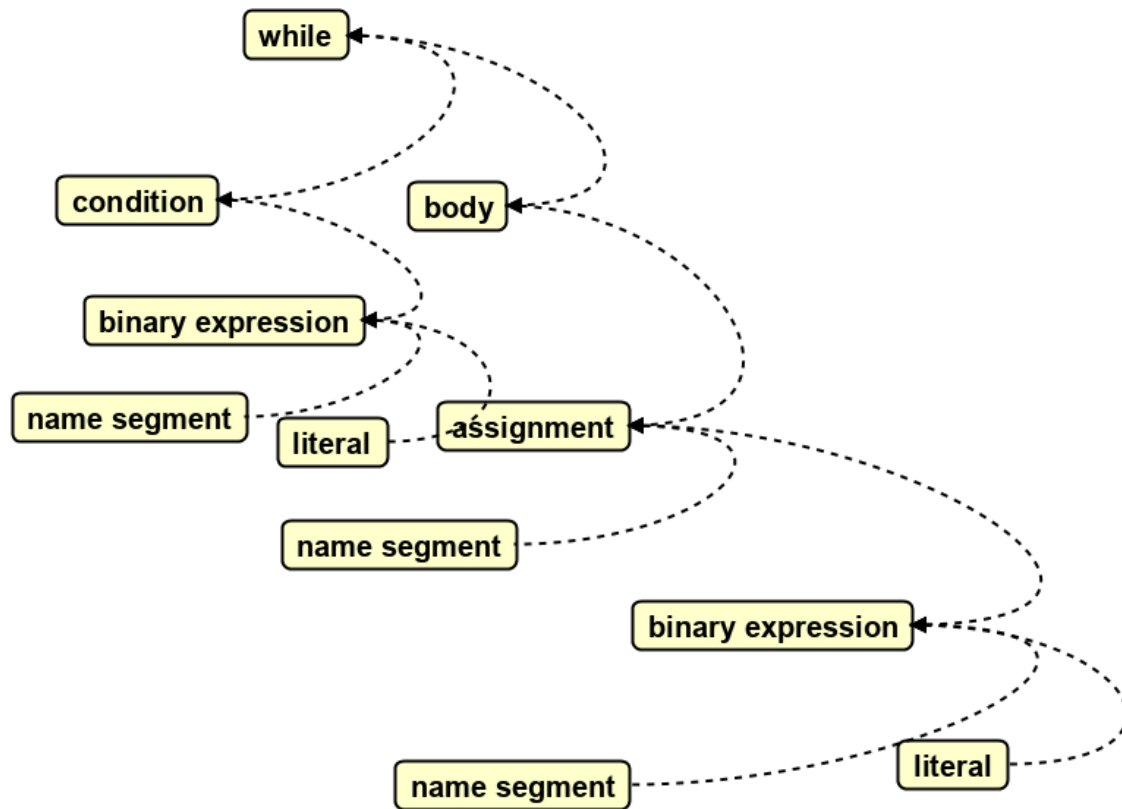 while
condition
body
binary expression
name segment
literal
assignment
name segment
binary expression
name segment
literal